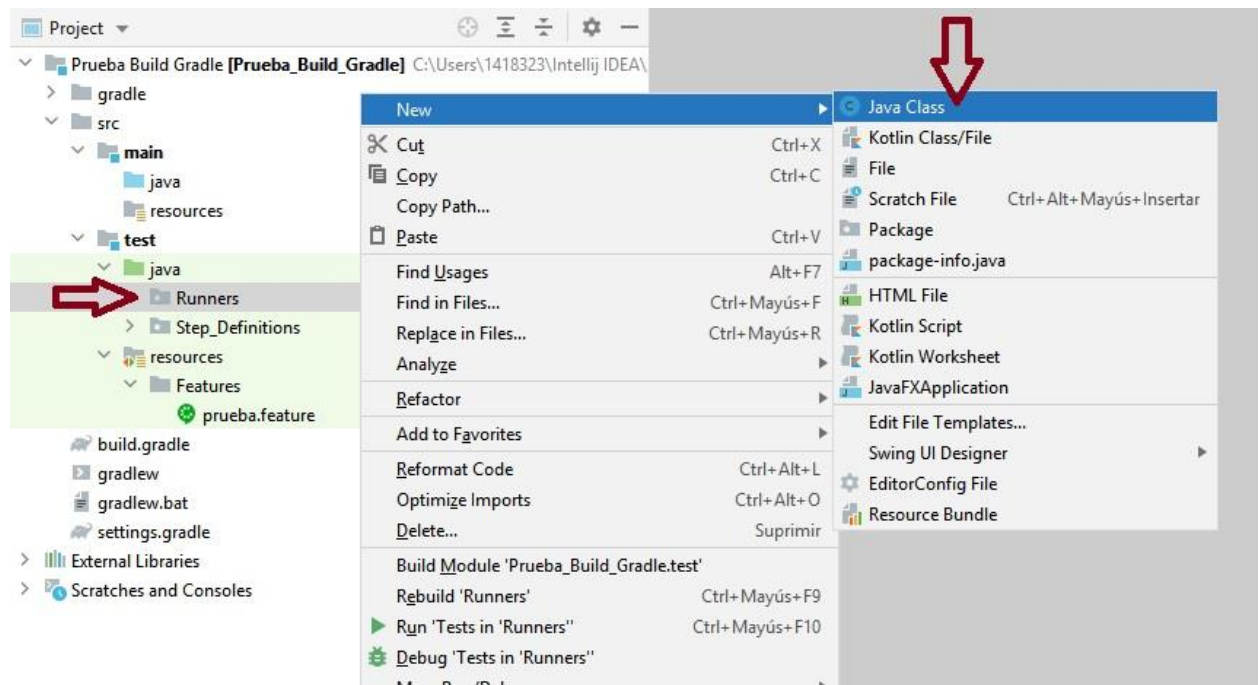 Project
Prueba Build Gradle [Prueba_Build_Gradle] C:\Users\1418323\Intellij IDEA\
gradle
src
main
java
resources
test
java
Runners
Step_Definitions
resources
Features
prueba.feature
build.gradle
gradlew
gradlew.bat
settings.gradle
External Libraries
Scratches and Consoles
New
Cut Ctrl+X
Copy Ctrl+C
Copy Path...
Paste Ctrl+V
Find Usages Alt+F7
Find in Files... Ctrl+Mayús+F
Replace in Files... Ctrl+Mayús+R
Analyze
Refactor
Add to Favorites
Reformat Code Ctrl+Alt+L
Optimize Imports Ctrl+Alt+O
Delete... Suprimir
Build Module 'Prueba_Build_Gradle.test'
Rebuild 'Runners' Ctrl+Mayús+F9
Run 'Tests in 'Runners'' Ctrl+Mayús+F10
Debug 'Tests in 'Runners''
Java Class
Kotlin Class/File
File
Scratch File Ctrl+Alt+Mayús+Insertar
Package
package-info.java
HTML File
Kotlin Script
Kotlin Worksheet
JavaFXApplication
Edit File Templates...
Swing UI Designer
EditorConfig File
Resource Bundle